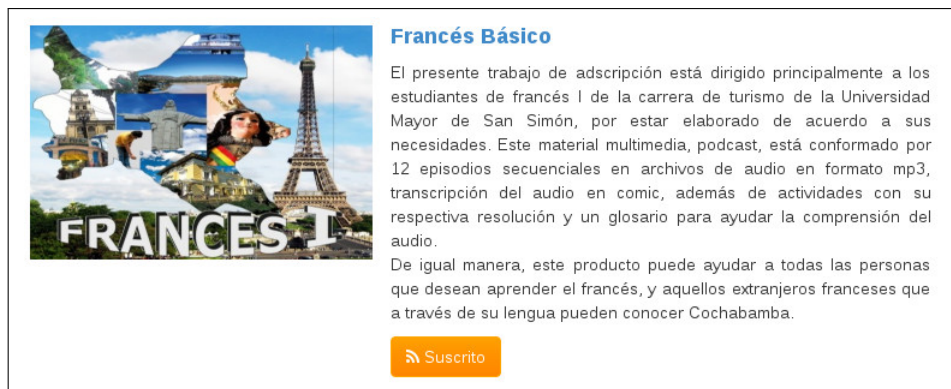 Francés Básico
El presente trabajo de adscripción está dirigido principalmente a los
estudiantes de francés I de la carrera de turismo de la Universidad
Mayor de San Simón, por estar elaborado de acuerdo a sus
necesidades. Este material multimedia, podcast, está conformado por
12 episodios secuenciales en archivos de audio en formato mp3,
transcripción del audio en comic, además de actividades con su
respectiva resolución y un glosario para ayudar la comprensión del
audio.
De igual manera, este producto puede ayudar a todas las personas
que desean aprender el francés, y aquellos extranjeros franceses que
a través de su lengua pueden conocer Cochabamba.
FRANCES I
Suscrito